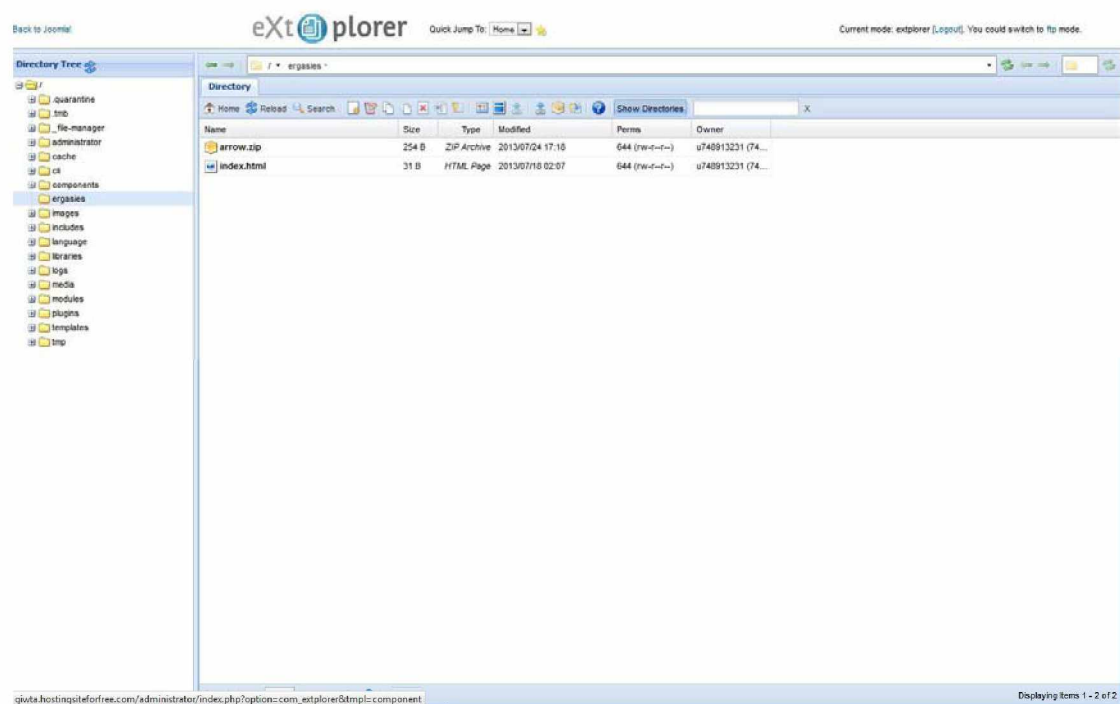 Back to Joomla!
eXtplorer
Quick Jump To: Home
Current mode: extplorer [Logout]. You could switch to ftp mode.
Directory Tree
/ ergasies
/
.quarantine
.tmb
_file-manager
administrator
cache
cli
components
ergasies
images
includes
language
libraries
logs
media
modules
plugins
templates
tmp
Directory
Home Reload Search Show Directories X
Name Size Type Modified Perms Owner
arrow.zip 254 B ZIP Archive 2013/07/24 17:18 644 (rw-r--r--) u748913231 (74...
index.html 31 B HTML Page 2013/07/18 02:07 644 (rw-r--r--) u748913231 (74...
giwta.hostingsiteforfree.com/administrator/index.php?option=com_extplorer&tmpl=component
Displaying Items 1 - 2 of 2